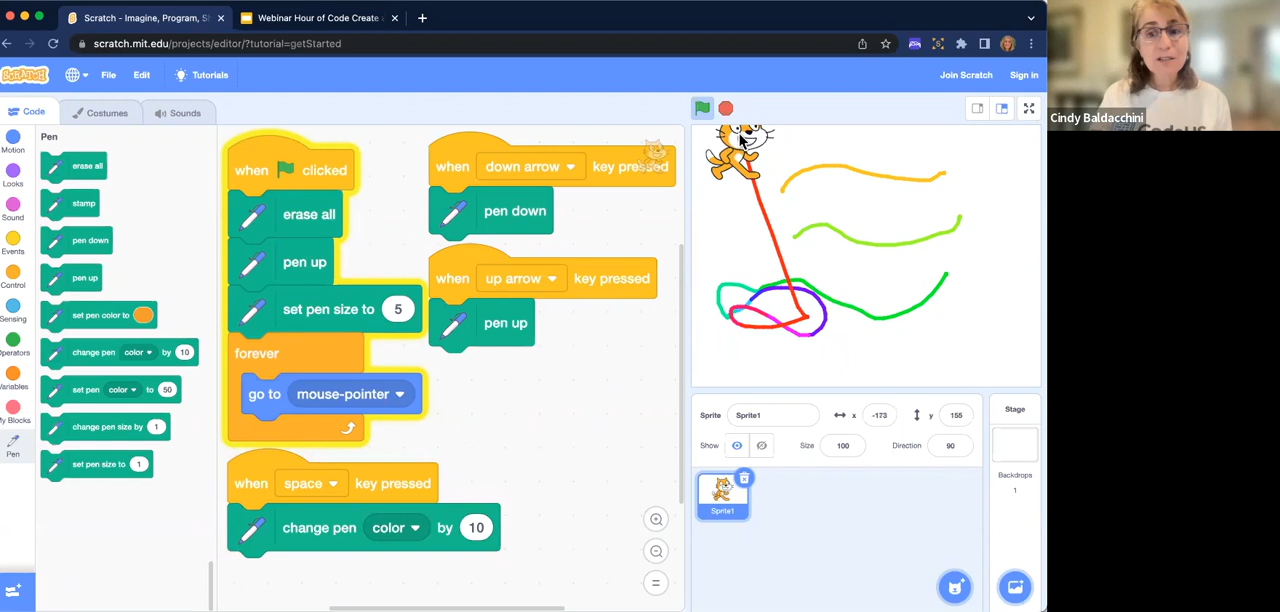 Scratch - Imagine, Program, Sh
Webinar Hour of Code Create
scratch.mit.edu/projects/editor/?tutorial=getStarted
SCRATCH
File
Edit
Tutorials
Join Scratch
Sign in
Code
Costumes
Sounds
Motion
Looks
Sound
Events
Control
Sensing
Operators
Variables
My Blocks
Pen
Pen
erase all
stamp
pen down
pen up
set pen color to
change pen color by 10
set pen color to 50
change pen size by 1
set pen size to 1
when clicked
erase all
pen up
set pen size to 5
forever
go to mouse-pointer
when space key pressed
change pen color by 10
when down arrow key pressed
pen down
when up arrow key pressed
pen up
Sprite
Sprite1
x
-173
y
155
Show
Size
100
Direction
90
Sprite1
Stage
Backdrops
1
Cindy Baldacchini